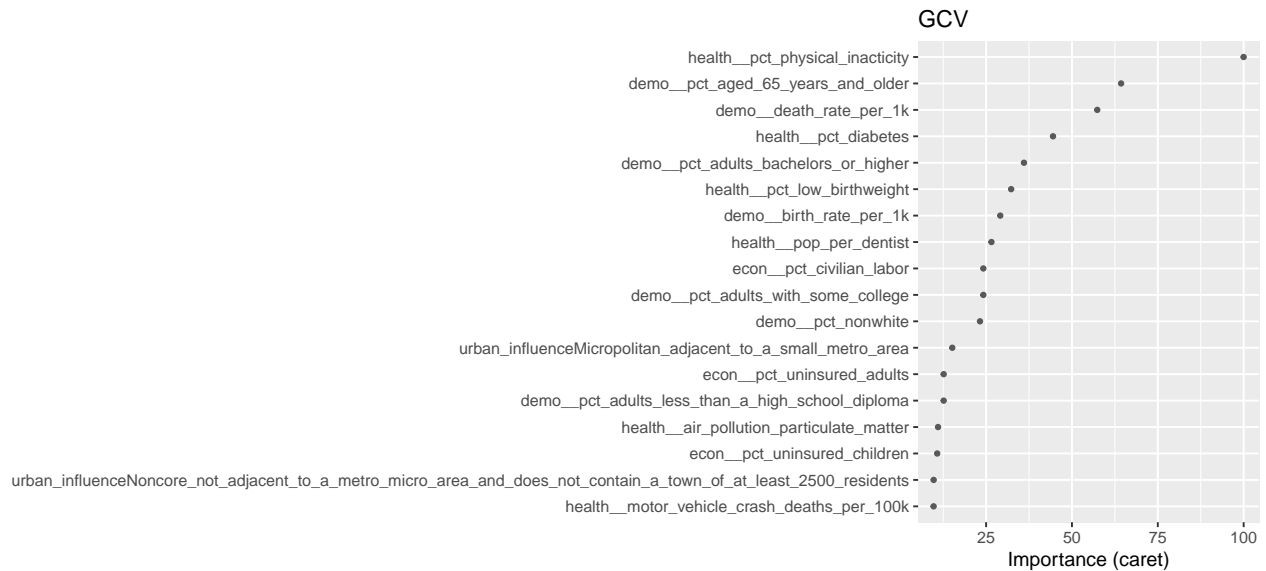 GCV
health__pct_physical_inacticity
demo__pct_aged_65_years_and_older
demo__death_rate_per_1k
health__pct_diabetes
demo__pct_adults_bachelors_or_higher
health__pct_low_birthweight
demo__birth_rate_per_1k
health__pop_per_dentist
econ__pct_civilian_labor
demo__pct_adults_with_some_college
demo__pct_nonwhite
urban_influenceMicropolitan_adjacent_to_a_small_metro_area
econ__pct_uninsured_adults
demo__pct_adults_less_than_a_high_school_diploma
health__air_pollution_particulate_matter
econ__pct_uninsured_children
urban_influenceNoncore_not_adjacent_to_a_metro_micro_area_and_does_not_contain_a_town_of_at_least_2500_residents
health__motor_vehicle_crash_deaths_per_100k
25 50 75 100
Importance (caret)